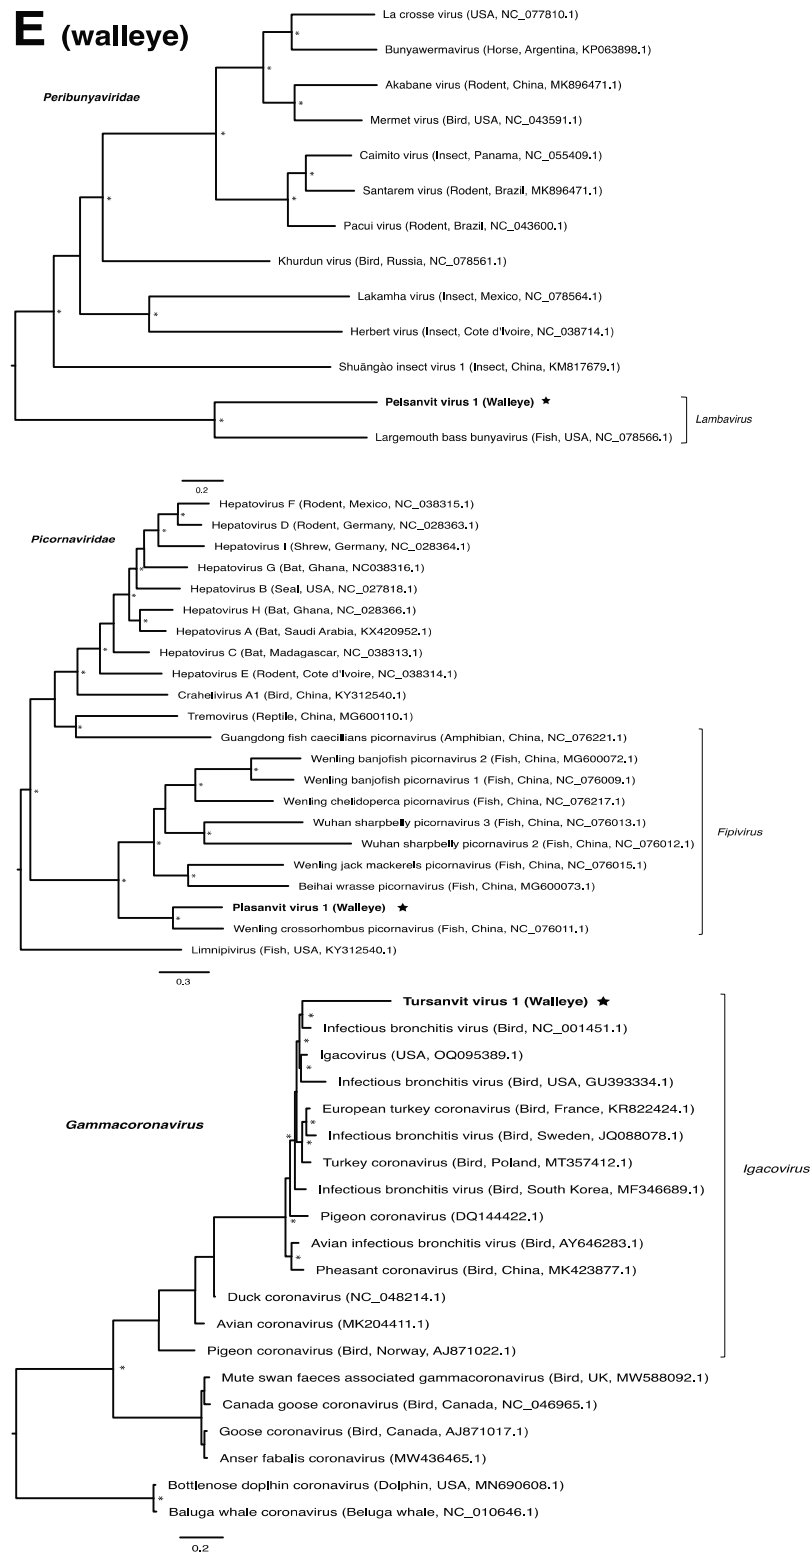 E (walleye)
La crosse virus (USA, NC_077810.1)
Bunyawermavirus (Horse, Argentina, KP063898.1)
Peribunyaviridae
Akabane virus (Rodent, China, MK896471.1)
Mermet virus (Bird, USA, NC_043591.1)
Caimito virus (Insect, Panama, NC_055409.1)
Santarem virus (Rodent, Brazil, MK896471.1)
Pacui virus (Rodent, Brazil, NC_043600.1)
Khurdun virus (Bird, Russia, NC_078561.1)
Lakamha virus (Insect, Mexico, NC_078564.1)
Herbert virus (Insect, Cote d'Ivoire, NC_038714.1)
Shuāngào insect virus 1 (Insect, China, KM817679.1)
Pelsanvit virus 1 (Walleye) ★
Lambavirus
Largemouth bass bunyavirus (Fish, USA, NC_078566.1)
0.2
Hepatovirus F (Rodent, Mexico, NC_038315.1)
Hepatovirus D (Rodent, Germany, NC_028363.1)
Picornaviridae
Hepatovirus I (Shrew, Germany, NC_028364.1)
Hepatovirus G (Bat, Ghana, NC038316.1)
Hepatovirus B (Seal, USA, NC_027818.1)
Hepatovirus H (Bat, Ghana, NC_028366.1)
Hepatovirus A (Bat, Saudi Arabia, KX420952.1)
Hepatovirus C (Bat, Madagascar, NC_038313.1)
Hepatovirus E (Rodent, Cote d'Ivoire, NC_038314.1)
Crahelivirus A1 (Bird, China, KY312540.1)
Tremovirus (Reptile, China, MG600110.1)
Guangdong fish caecillians picornavirus (Amphibian, China, NC_076221.1)
Wenling banjofish picornavirus 2 (Fish, China, MG600072.1)
Wenling banjofish picornavirus 1 (Fish, China, NC_076009.1)
Wenling chelidoperca picornavirus (Fish, China, NC_076217.1)
Wuhan sharpbelly picornavirus 3 (Fish, China, NC_076013.1)
Fipivirus
Wuhan sharpbelly picornavirus 2 (Fish, China, NC_076012.1)
Wenling jack mackerels picornavirus (Fish, China, NC_076015.1)
Beihai wrasse picornavirus (Fish, China, MG600073.1)
Plasanvit virus 1 (Walleye) ★
Wenling crossorhombus picornavirus (Fish, China, NC_076011.1)
Limnipivirus (Fish, USA, KY312540.1)
0.3
Tursanvit virus 1 (Walleye) ★
Infectious bronchitis virus (Bird, NC_001451.1)
Igacovirus (USA, OQ095389.1)
Infectious bronchitis virus (Bird, USA, GU393334.1)
European turkey coronavirus (Bird, France, KR822424.1)
Gammacoronavirus
Infectious bronchitis virus (Bird, Sweden, JQ088078.1)
Turkey coronavirus (Bird, Poland, MT357412.1)
Igacovirus
Infectious bronchitis virus (Bird, South Korea, MF346689.1)
Pigeon coronavirus (DQ144422.1)
Avian infectious bronchitis virus (Bird, AY646283.1)
Pheasant coronavirus (Bird, China, MK423877.1)
Duck coronavirus (NC_048214.1)
Avian coronavirus (MK204411.1)
Pigeon coronavirus (Bird, Norway, AJ871022.1)
Mute swan faeces associated gammacoronavirus (Bird, UK, MW588092.1)
Canada goose coronavirus (Bird, Canada, NC_046965.1)
Goose coronavirus (Bird, Canada, AJ871017.1)
Anser fabalis coronavirus (MW436465.1)
Bottlenose doplhin coronavirus (Dolphin, USA, MN690608.1)
Baluga whale coronavirus (Beluga whale, NC_010646.1)
0.2